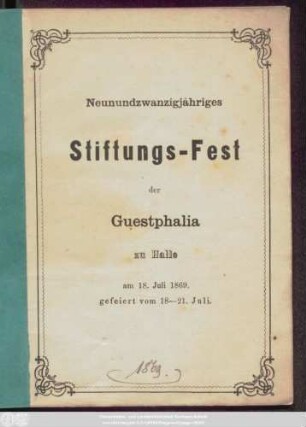 Neunundzwanzigjähriges
Stiftungs-Fest
der
Guestphalia
zu Halle
am 18. Juli 1869,
gefeiert vom 18—21. Juli.
1869.